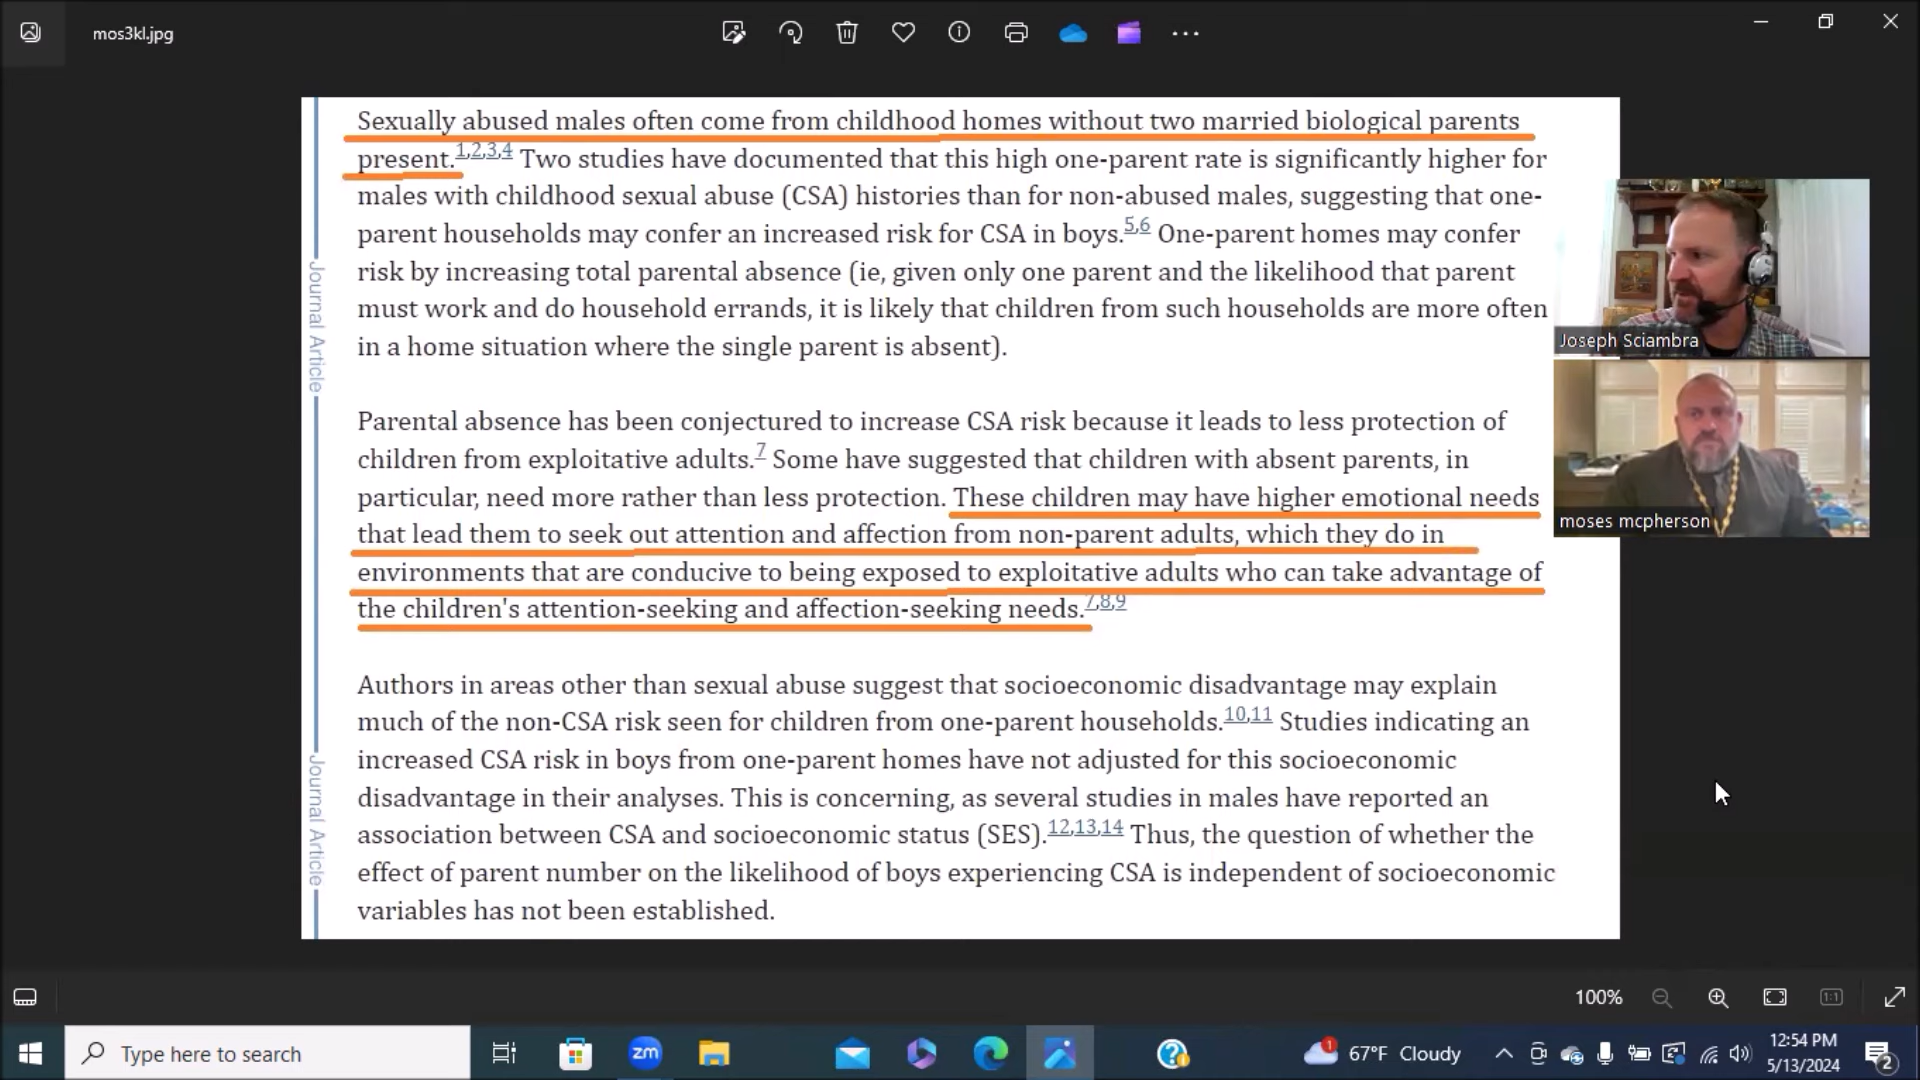 mos3kl.jpg
Sexually abused males often come from childhood homes without two married biological parents
present.1,2,3,4 Two studies have documented that this high one-parent rate is significantly higher for
males with childhood sexual abuse (CSA) histories than for non-abused males, suggesting that one-
parent households may confer an increased risk for CSA in boys.5,6 One-parent homes may confer
risk by increasing total parental absence (ie, given only one parent and the likelihood that parent
must work and do household errands, it is likely that children from such households are more often
in a home situation where the single parent is absent).
Parental absence has been conjectured to increase CSA risk because it leads to less protection of
children from exploitative adults.7 Some have suggested that children with absent parents, in
particular, need more rather than less protection. These children may have higher emotional needs
that lead them to seek out attention and affection from non-parent adults, which they do in
environments that are conducive to being exposed to exploitative adults who can take advantage of
the children's attention-seeking and affection-seeking needs.7,8,9
Authors in areas other than sexual abuse suggest that socioeconomic disadvantage may explain
much of the non-CSA risk seen for children from one-parent households.10,11 Studies indicating an
increased CSA risk in boys from one-parent homes have not adjusted for this socioeconomic
disadvantage in their analyses. This is concerning, as several studies in males have reported an
association between CSA and socioeconomic status (SES).12,13,14 Thus, the question of whether the
effect of parent number on the likelihood of boys experiencing CSA is independent of socioeconomic
variables has not been established.
Journal Article
Journal Article
Joseph Sciambra
moses mcpherson
100%
1:1
Type here to search
zm
1
67°F Cloudy
12:54 PM
5/13/2024
2